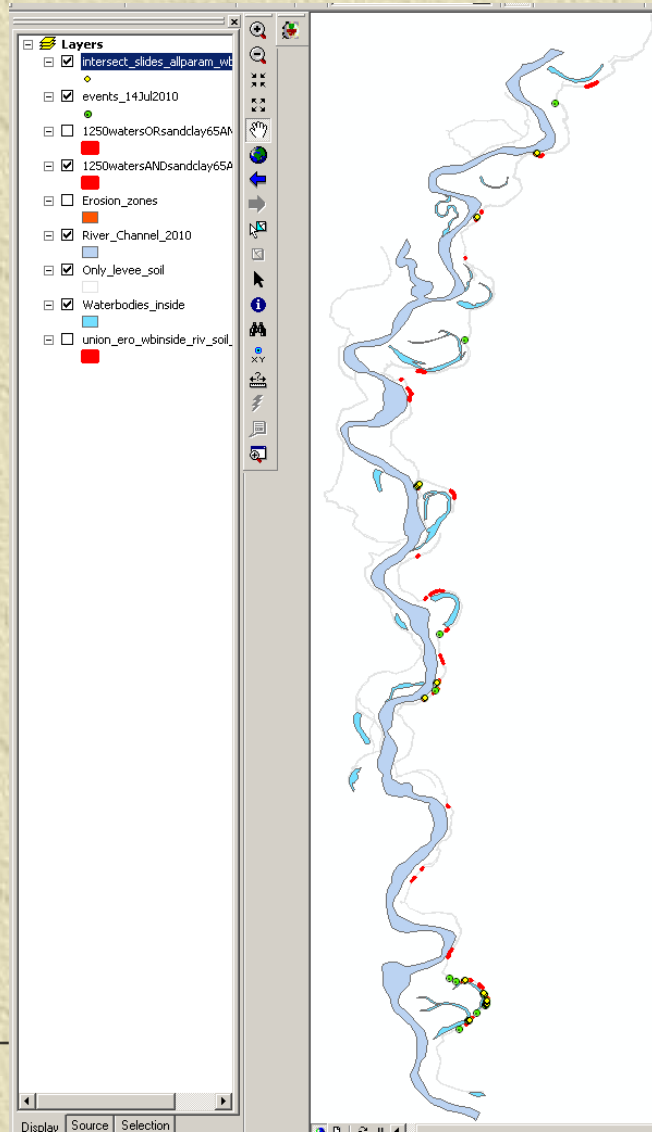 Layers
intersect_slides_allparam_wb
events_14Jul2010
1250watersORsandclay65AN
1250watersANDsandclay65A
Erosion_zones
River_Channel_2010
Only_levee_soil
Waterbodies_inside
union_ero_wbinside_riv_soil_
XY
Display Source Selection